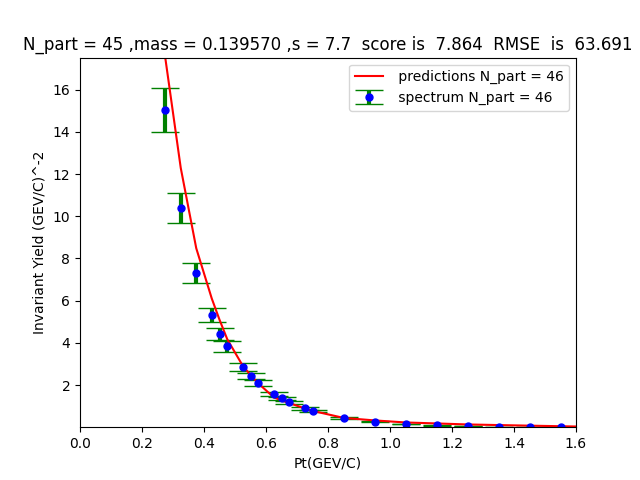 N_part = 45 ,mass = 0.139570 ,s = 7.7  score is  7.864  RMSE  is  63.691
predictions N_part = 46
spectrum N_part = 46
Invariant Yield (GEV/C)^-2
16
14
12
10
8
6
4
2
0.0 0.2 0.4 0.6 0.8 1.0 1.2 1.4 1.6
Pt(GEV/C)